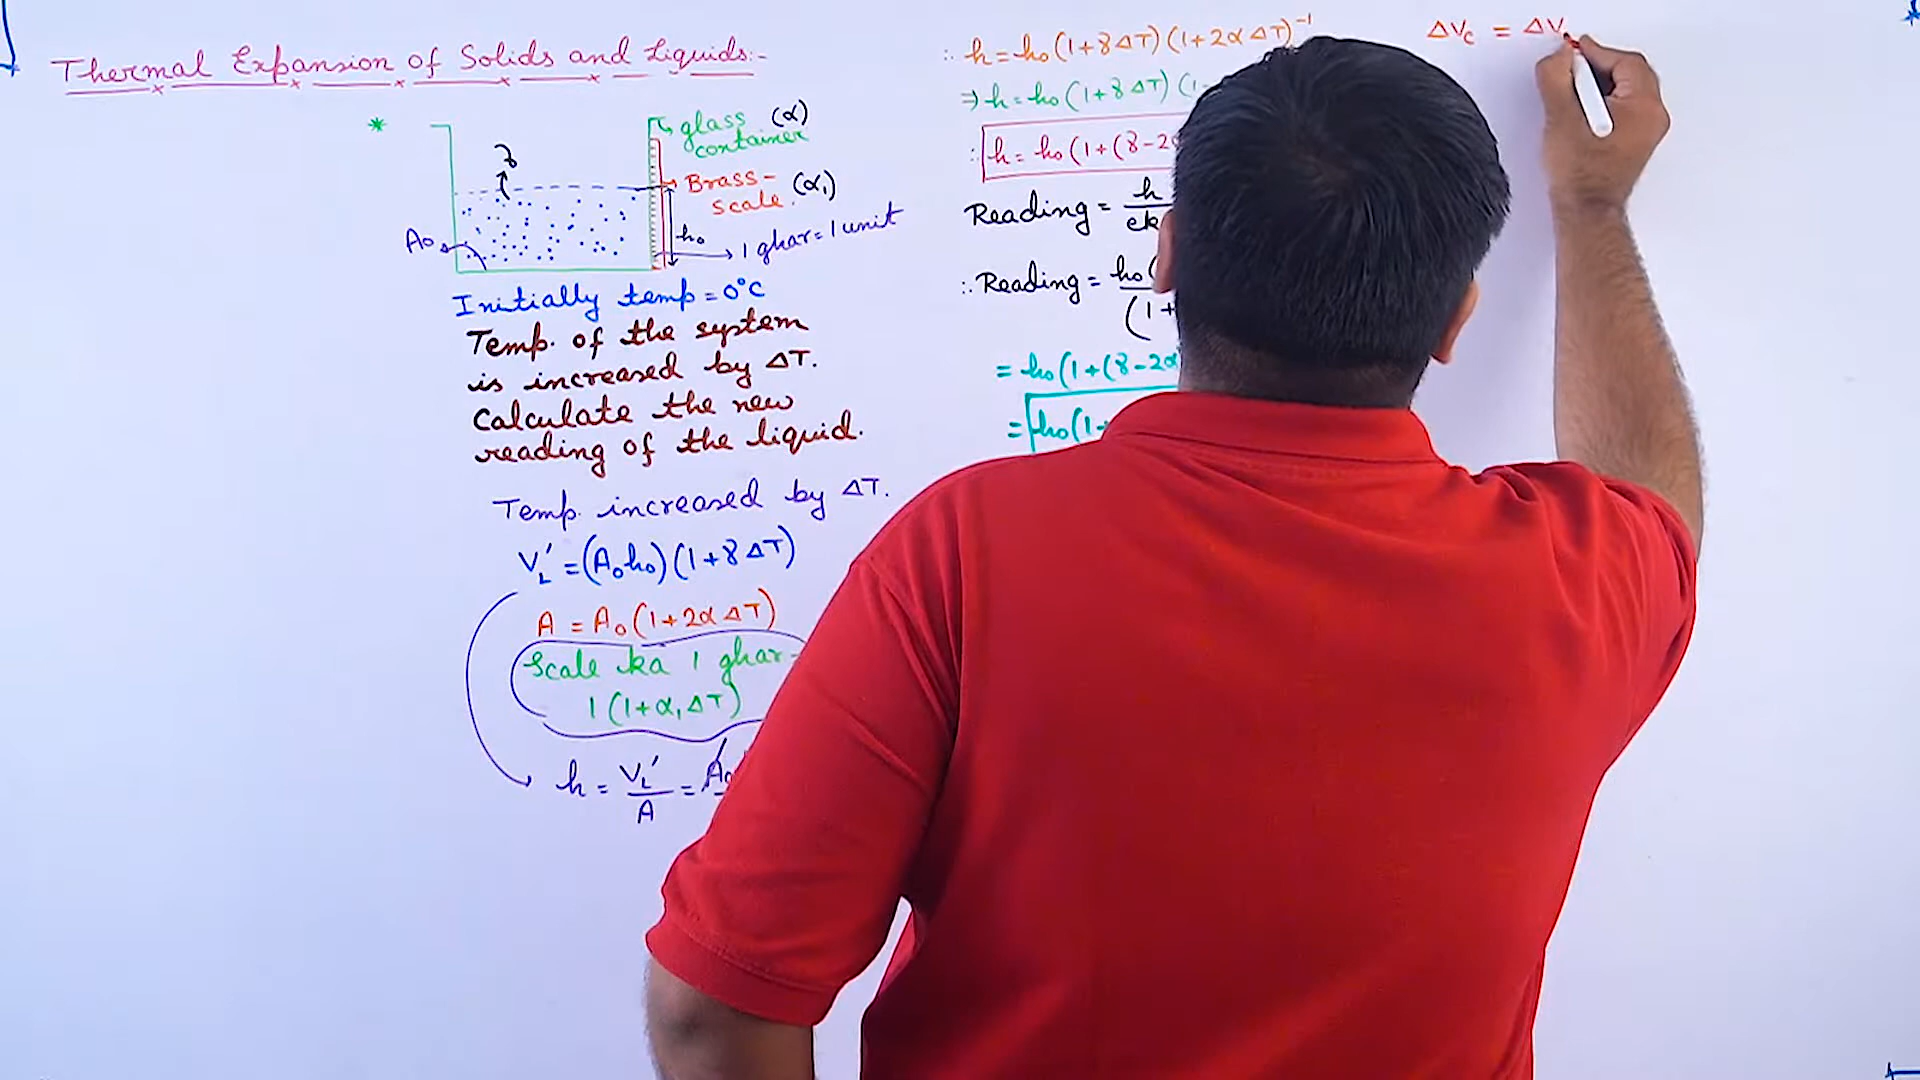 Thermal Expansion of Solids and Liquids:-
*
glass (α)
container
γ
Brass- (α₁)
scale.
A₀
h₀
1 ghar = 1 unit
Initially temp = 0°C
Temp. of the system
is increased by ΔT.
Calculate the new
reading of the liquid.
Temp. increased by ΔT.
V_L' = (A₀h₀)(1+γΔT)
A = A₀(1+2αΔT)
Scale ka 1 ghar-
1(1+α₁ΔT)
h = V_L'/A = A₀
∴ h = h₀(1+γΔT)(1+2αΔT)⁻¹
⇒ h = h₀(1+γΔT)(1-
∴ h = h₀(1+(γ-2
Reading = h/ek
∴ Reading = h₀(/(1+
= h₀(1+(γ-2α
= h₀(1+
ΔV_c = ΔV